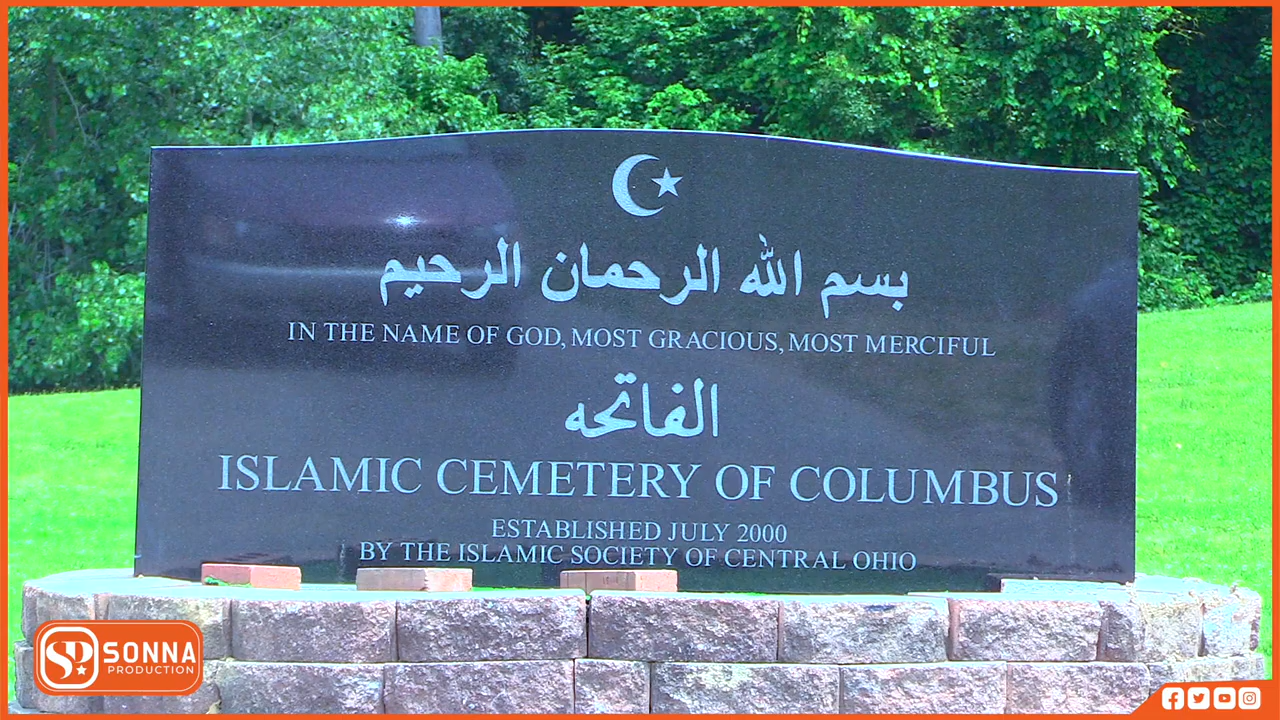 بسم الله الرحمان الرحيم
IN THE NAME OF GOD, MOST GRACIOUS, MOST MERCIFUL
الفاتحه
ISLAMIC CEMETERY OF COLUMBUS
ESTABLISHED JULY 2000
BY THE ISLAMIC SOCIETY OF CENTRAL OHIO
SP SONNA
PRODUCTION